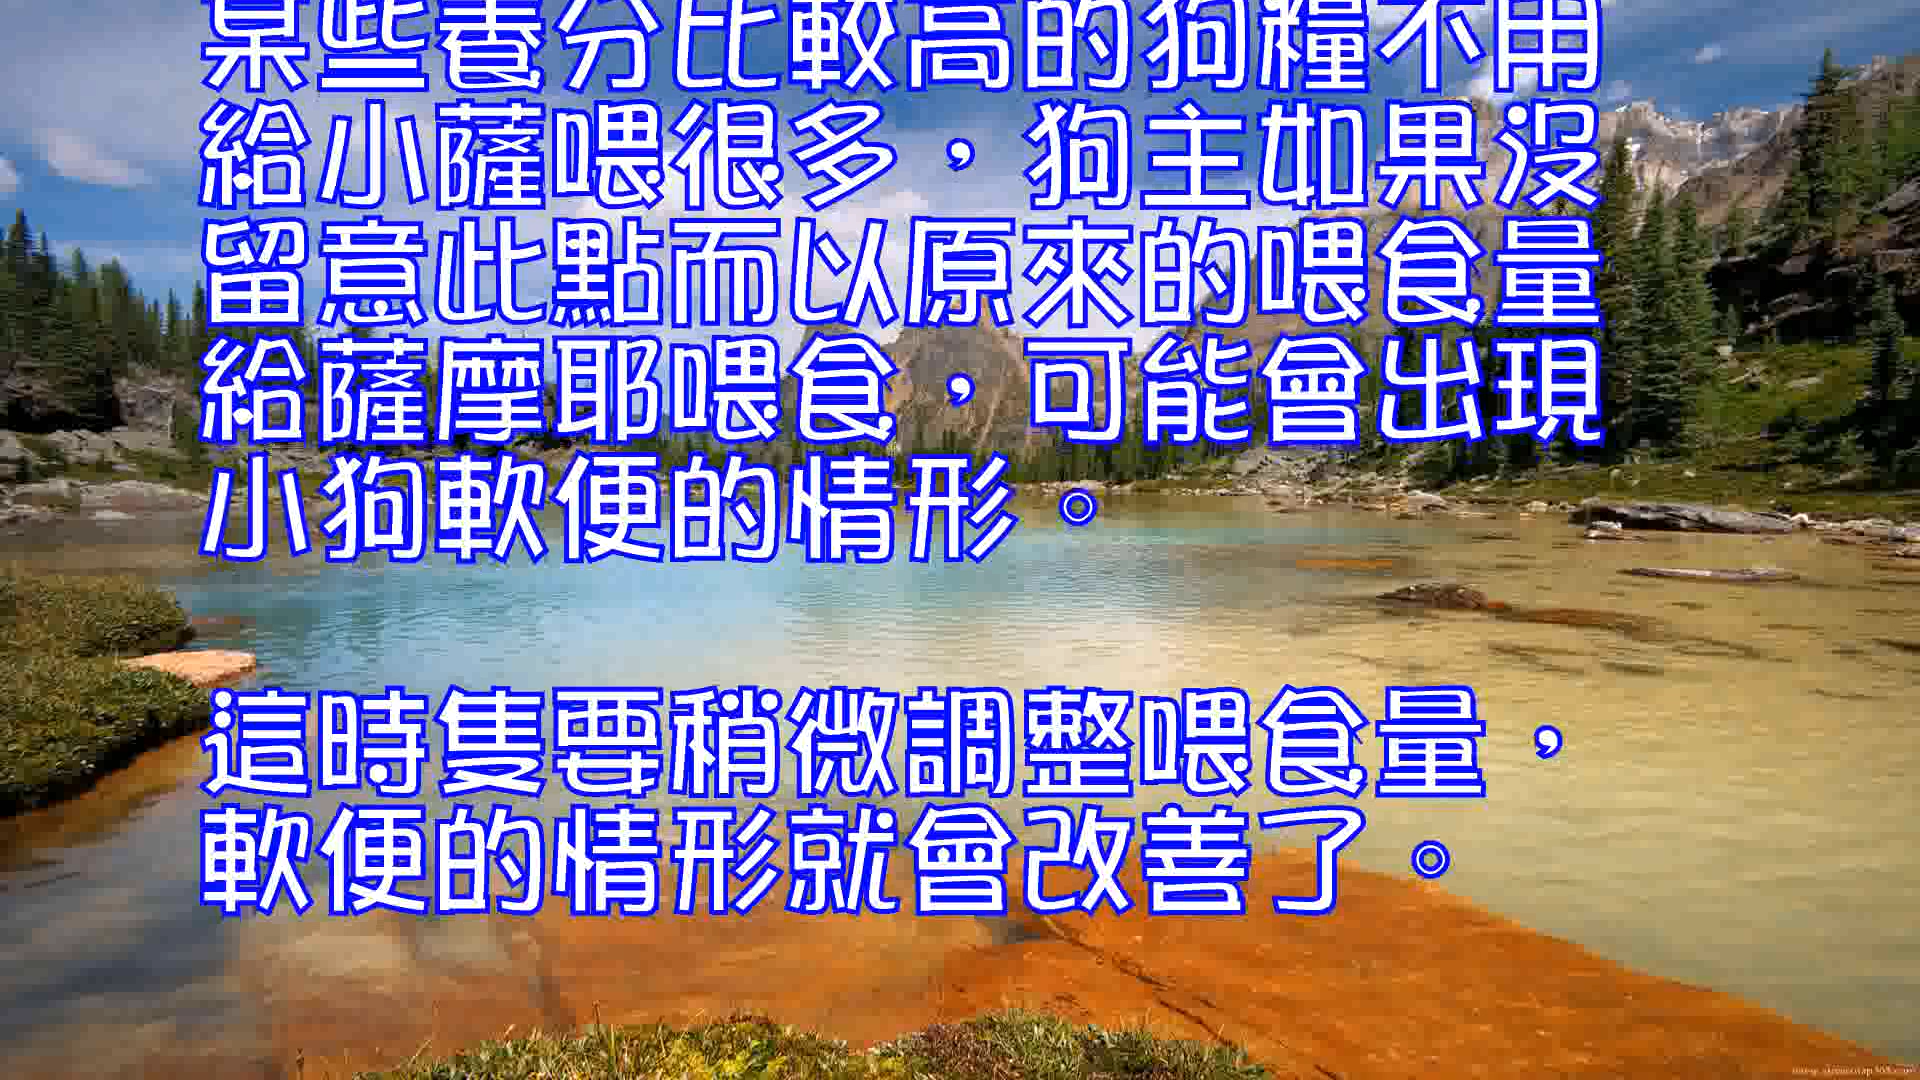 某些養分比較高的狗糧不用
給小薩喂很多，狗主如果沒
留意此點而以原來的喂食量
給薩摩耶喂食，可能會出現
小狗軟便的情形。
這時隻要稍微調整喂食量，
軟便的情形就會改善了。